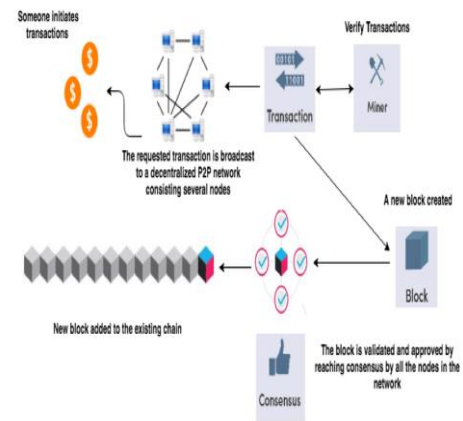 Someone initiates
transactions
The requested transaction is broadcast
to a decentralized P2P network
consisting several nodes
Transaction
Verify Transactions
Miner
A new block created
Block
The block is validated and approved by
reaching consensus by all the nodes in the
network
Consensus
New block added to the existing chain